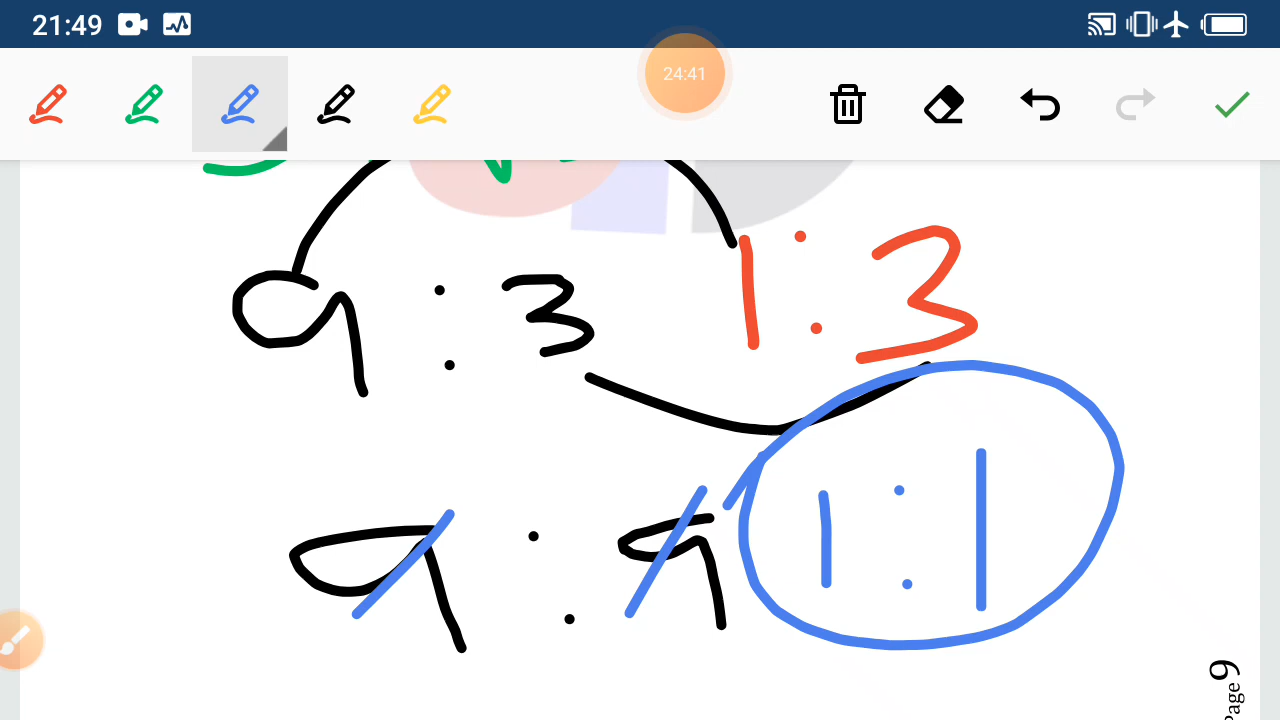 21:49
24:41
9 : 3 1 : 3
9 : 9 1 : 1
Page 9